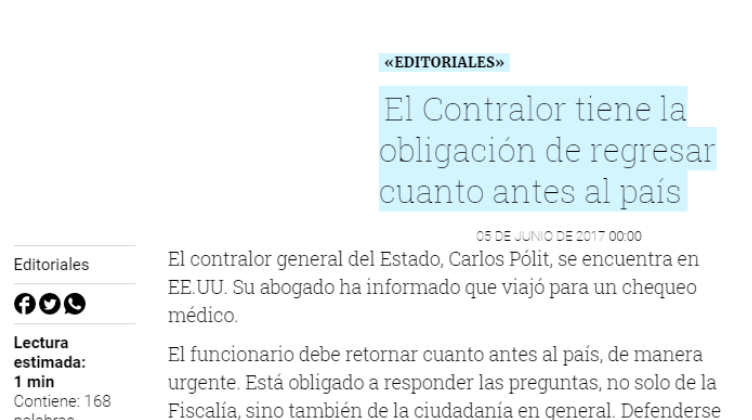 «EDITORIALES»
El Contralor tiene la
obligación de regresar
cuanto antes al país
05 DE JUNIO DE 2017 00:00
Editoriales
Lectura
estimada:
1 min
Contiene: 168
palabras
El contralor general del Estado, Carlos Pólit, se encuentra en
EE.UU. Su abogado ha informado que viajó para un chequeo
médico.
El funcionario debe retornar cuanto antes al país, de manera
urgente. Está obligado a responder las preguntas, no solo de la
Fiscalía, sino también de la ciudadanía en general. Defenderse